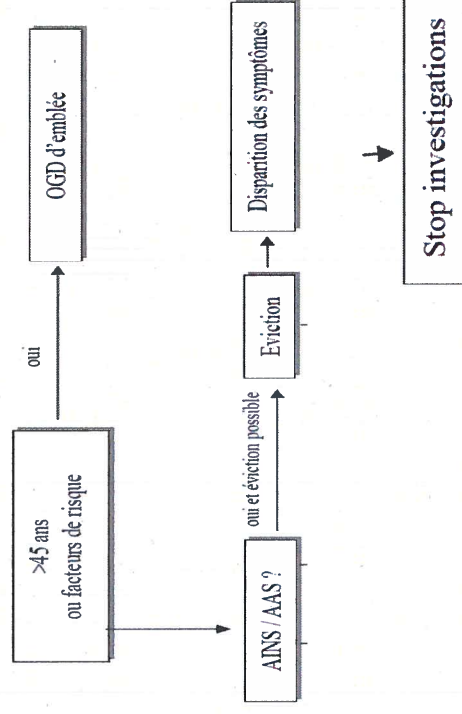 >45 ans
ou facteurs de risque
oui
OGD d'emblée
AINS / AAS ?
oui et éviction possible
Eviction
Disparition des symptômes
Stop investigations